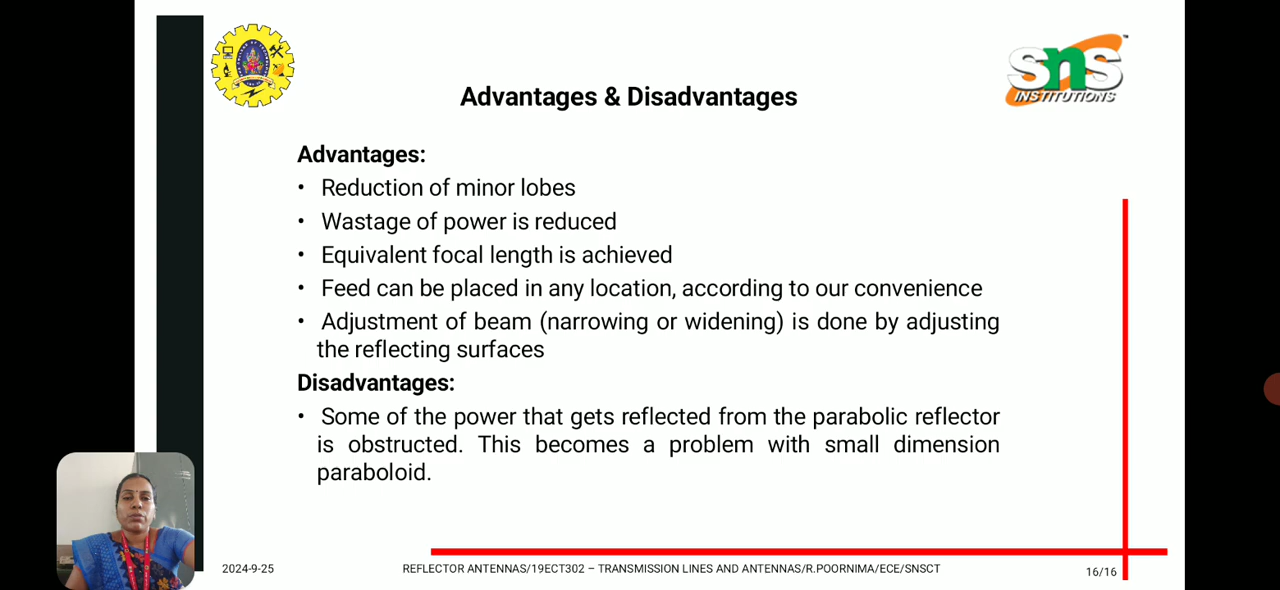 SNS
INSTITUTIONS
Advantages & Disadvantages
Advantages:
• Reduction of minor lobes
• Wastage of power is reduced
• Equivalent focal length is achieved
• Feed can be placed in any location, according to our convenience
• Adjustment of beam (narrowing or widening) is done by adjusting
the reflecting surfaces
Disadvantages:
• Some of the power that gets reflected from the parabolic reflector
is obstructed. This becomes a problem with small dimension
paraboloid.
2024-9-25
REFLECTOR ANTENNAS/19ECT302 – TRANSMISSION LINES AND ANTENNAS/R.POORNIMA/ECE/SNSCT
16/16